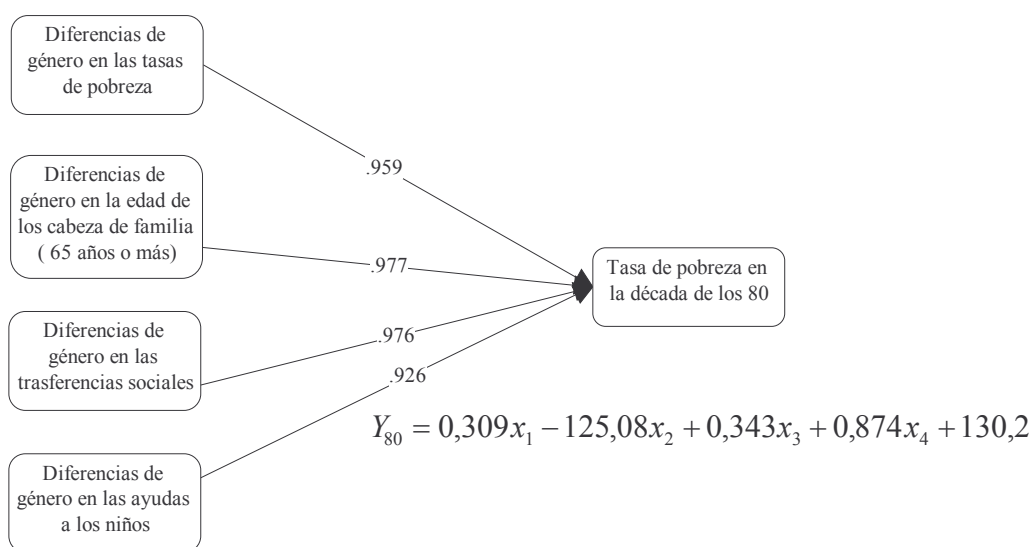 Diferencias de
género en las tasas
de pobreza
Diferencias de
género en la edad de
los cabeza de familia
( 65 años o más)
Diferencias de
género en las
trasferencias sociales
Diferencias de
género en las ayudas
a los niños
.959
.977
.976
.926
Tasa de pobreza en
la década de los 80
Y₈₀ = 0,309x₁ − 125,08x₂ + 0,343x₃ + 0,874x₄ + 130,2